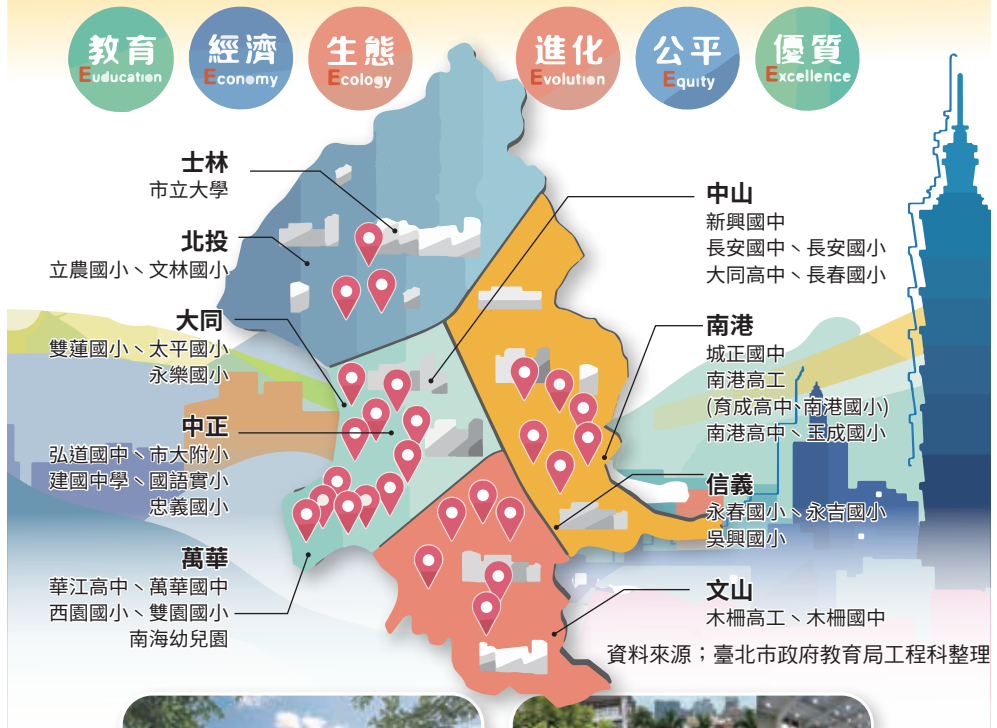 教育
Euducation
經濟
Economy
生態
Ecology
進化
Evolution
公平
Equity
優質
Excellence
士林
市立大學
北投
立農國小、文林國小
大同
雙蓮國小、太平國小
永樂國小
中正
弘道國中、市大附小
建國中學、國語實小
忠義國小
萬華
華江高中、萬華國中
西園國小、雙園國小
南海幼兒園
中山
新興國中
長安國中、長安國小
大同高中、長春國小
南港
城正國中
南港高工
(育成高中、南港國小)
南港高中、玉成國小
信義
永春國小、永吉國小
吳興國小
文山
木柵高工、木柵國中
資料來源；臺北市政府教育局工程科整理